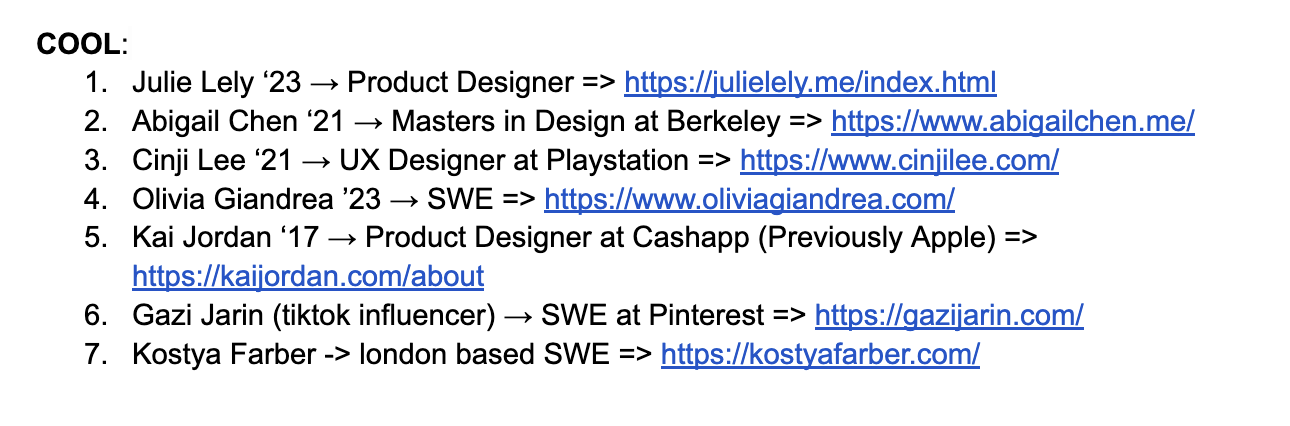 COOL:
1. Julie Lely ‘23 → Product Designer => https://julielely.me/index.html
2. Abigail Chen ‘21 → Masters in Design at Berkeley => https://www.abigailchen.me/
3. Cinji Lee ‘21 → UX Designer at Playstation => https://www.cinjilee.com/
4. Olivia Giandrea ’23 → SWE => https://www.oliviagiandrea.com/
5. Kai Jordan ‘17 → Product Designer at Cashapp (Previously Apple) =>
https://kaijordan.com/about
6. Gazi Jarin (tiktok influencer) → SWE at Pinterest => https://gazijarin.com/
7. Kostya Farber -> london based SWE => https://kostyafarber.com/